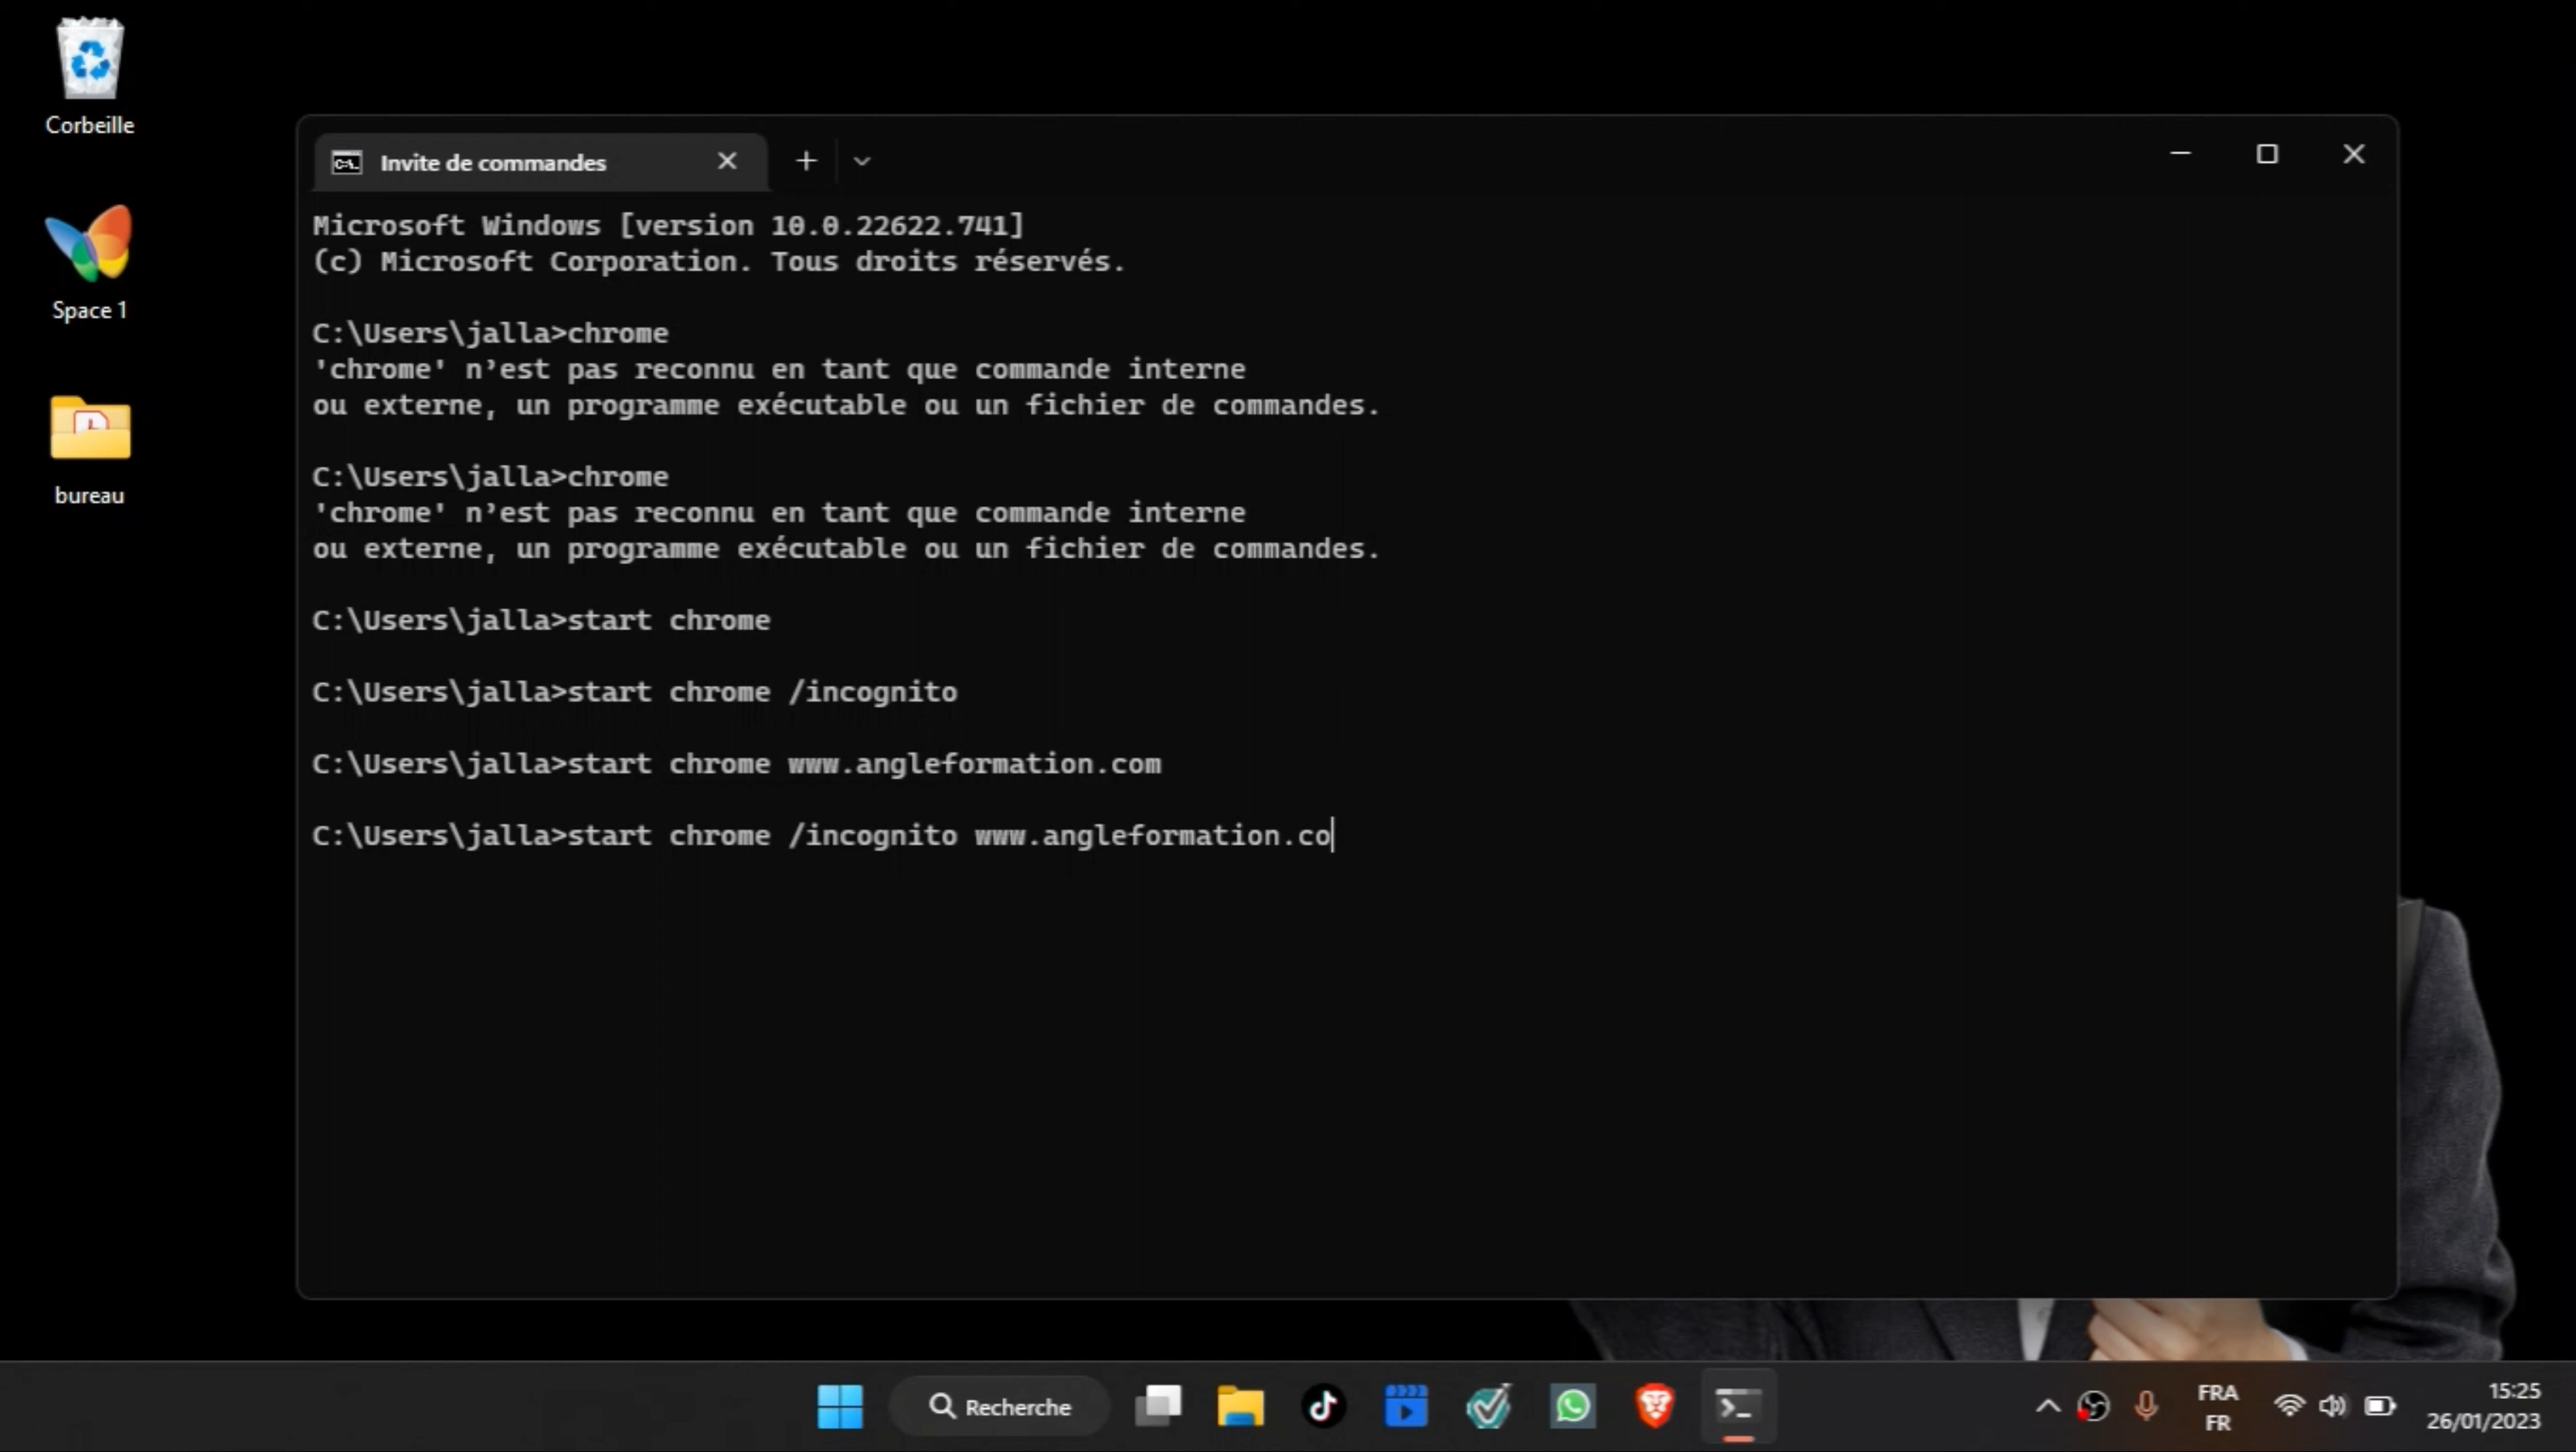 Corbeille
Space 1
bureau
Invite de commandes
Microsoft Windows [version 10.0.22622.741]
(c) Microsoft Corporation. Tous droits réservés.
C:\Users\jalla>chrome
'chrome' n’est pas reconnu en tant que commande interne
ou externe, un programme exécutable ou un fichier de commandes.
C:\Users\jalla>chrome
'chrome' n’est pas reconnu en tant que commande interne
ou externe, un programme exécutable ou un fichier de commandes.
C:\Users\jalla>start chrome
C:\Users\jalla>start chrome /incognito
C:\Users\jalla>start chrome www.angleformation.com
C:\Users\jalla>start chrome /incognito www.angleformation.co
Recherche
FRA
FR
15:25
26/01/2023